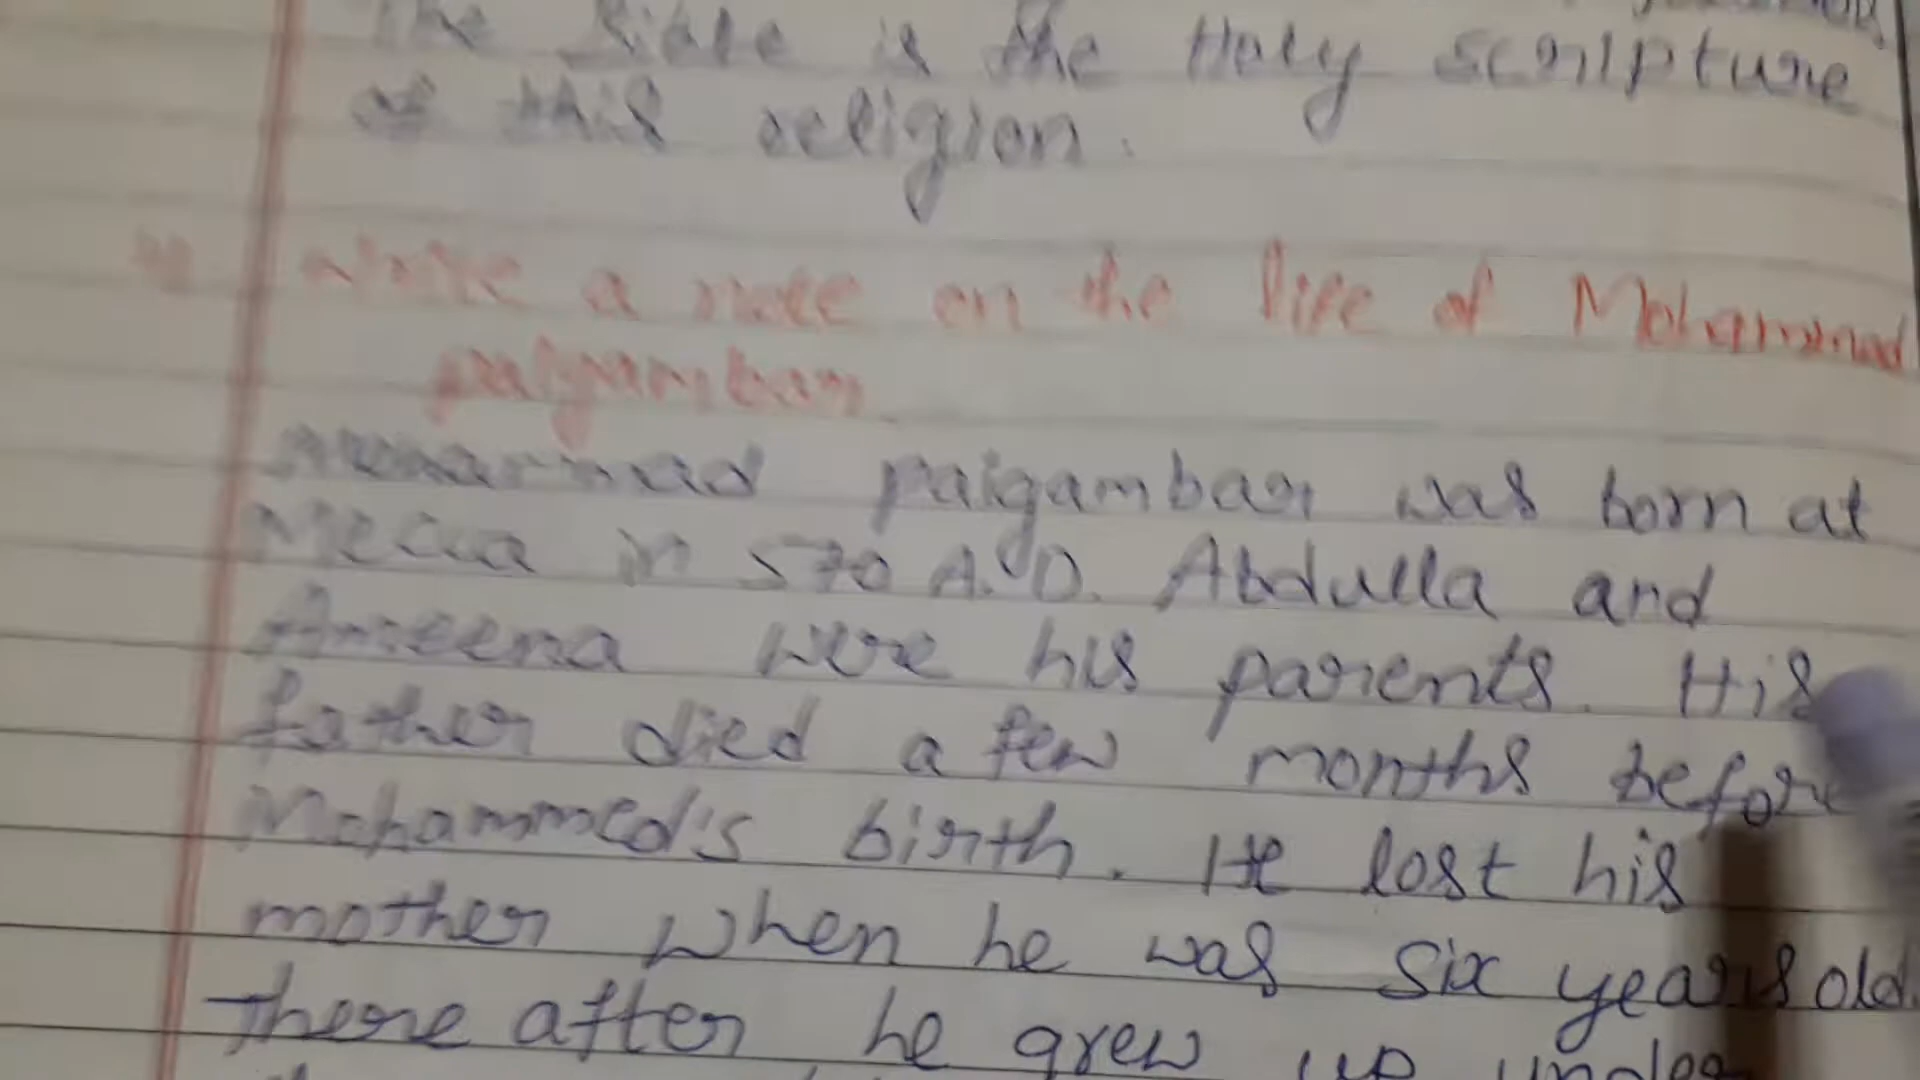 The Bible is the Holy scripture
of this religion.
Write a note on the life of Mohammad
paigambar
Mohammad paigambar was born at
Mecca in 570 A.D. Abdulla and
Ameena were his parents. His
father died a few months before
Mohammed's birth. He lost his
mother when he was six years old.
there after he grew up under